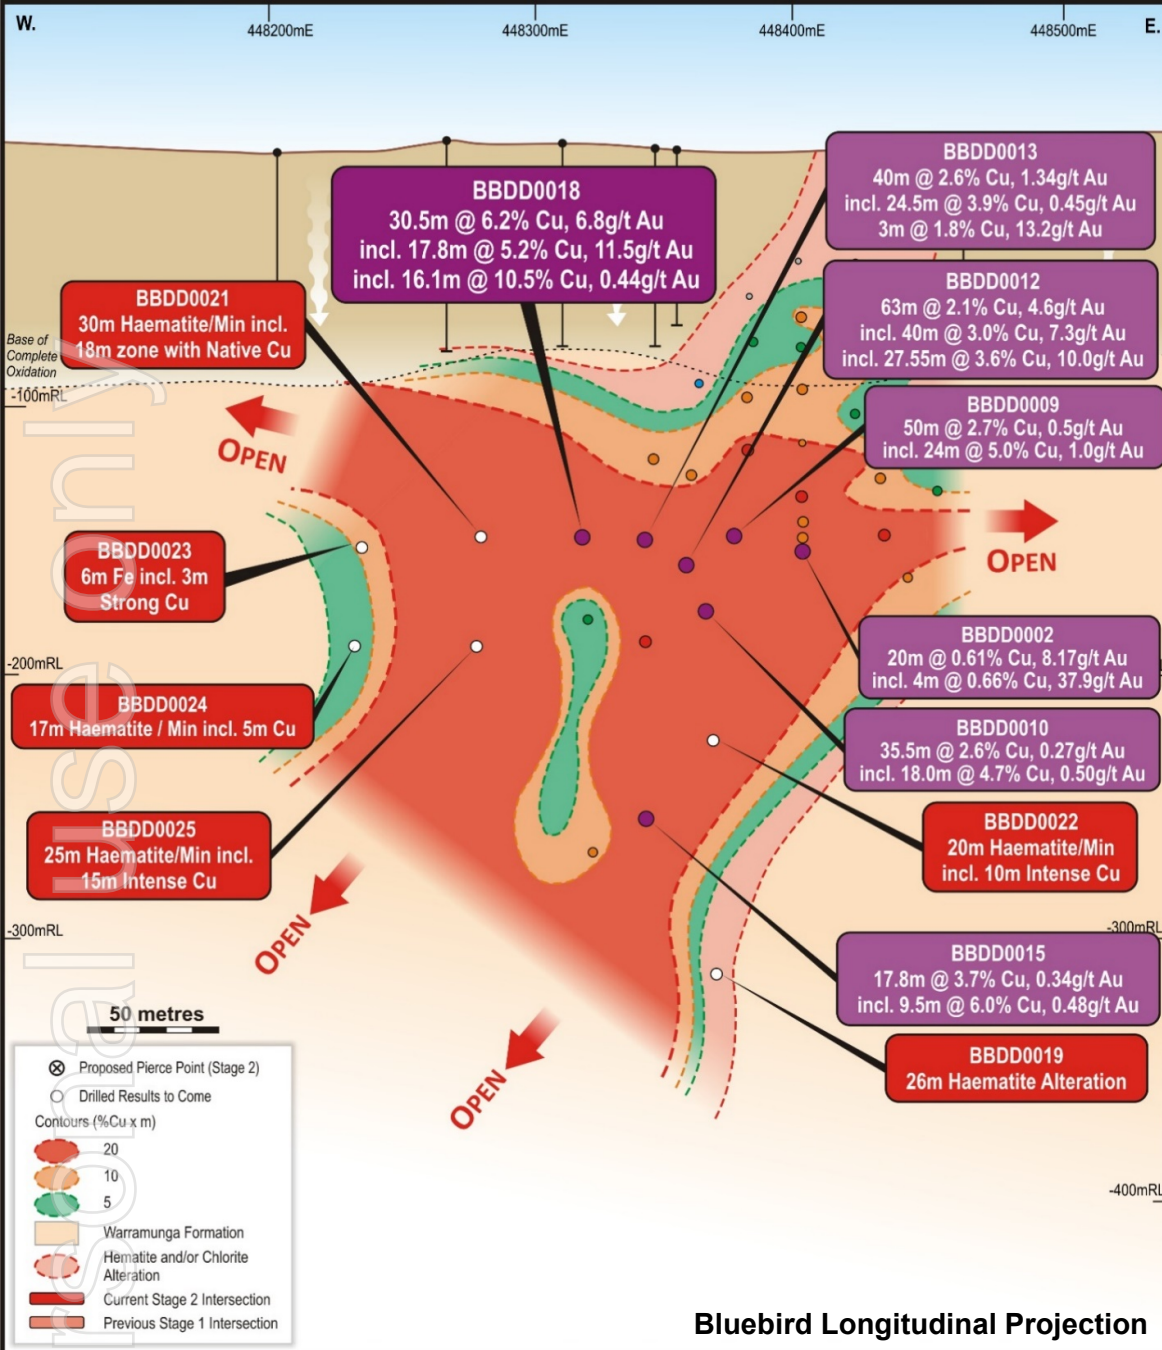 W.
448200mE
448300mE
448400mE
448500mE
E.
BBDD0013
40m @ 2.6% Cu, 1.34g/t Au
incl. 24.5m @ 3.9% Cu, 0.45g/t Au
3m @ 1.8% Cu, 13.2g/t Au
BBDD0018
30.5m @ 6.2% Cu, 6.8g/t Au
incl. 17.8m @ 5.2% Cu, 11.5g/t Au
incl. 16.1m @ 10.5% Cu, 0.44g/t Au
BBDD0012
63m @ 2.1% Cu, 4.6g/t Au
incl. 40m @ 3.0% Cu, 7.3g/t Au
incl. 27.55m @ 3.6% Cu, 10.0g/t Au
BBDD0021
30m Haematite/Min incl.
18m zone with Native Cu
Base of
Complete
Oxidation
-100mRL
BBDD0009
50m @ 2.7% Cu, 0.5g/t Au
incl. 24m @ 5.0% Cu, 1.0g/t Au
OPEN
OPEN
BBDD0023
6m Fe incl. 3m
Strong Cu
BBDD0002
20m @ 0.61% Cu, 8.17g/t Au
incl. 4m @ 0.66% Cu, 37.9g/t Au
-200mRL
BBDD0024
17m Haematite / Min incl. 5m Cu
BBDD0010
35.5m @ 2.6% Cu, 0.27g/t Au
incl. 18.0m @ 4.7% Cu, 0.50g/t Au
BBDD0025
25m Haematite/Min incl.
15m Intense Cu
BBDD0022
20m Haematite/Min
incl. 10m Intense Cu
OPEN
-300mRL
-300mRL
BBDD0015
17.8m @ 3.7% Cu, 0.34g/t Au
incl. 9.5m @ 6.0% Cu, 0.48g/t Au
BBDD0019
26m Haematite Alteration
OPEN
50 metres
Proposed Pierce Point (Stage 2)
Drilled Results to Come
Contours (%Cu x m)
20
10
5
Warramunga Formation
Hematite and/or Chlorite
Alteration
Current Stage 2 Intersection
Previous Stage 1 Intersection
-400mRL
Bluebird Longitudinal Projection
rsonal use only